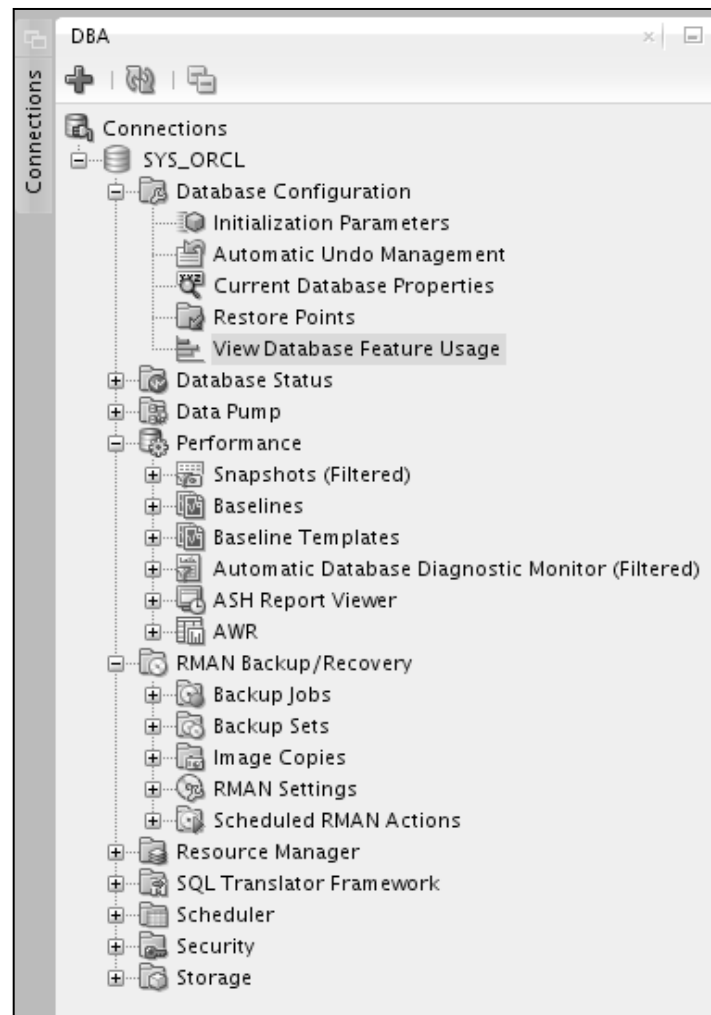 DBA
Connections
Connections
SYS_ORCL
Database Configuration
Initialization Parameters
Automatic Undo Management
Current Database Properties
Restore Points
View Database Feature Usage
Database Status
Data Pump
Performance
Snapshots (Filtered)
Baselines
Baseline Templates
Automatic Database Diagnostic Monitor (Filtered)
ASH Report Viewer
AWR
RMAN Backup/Recovery
Backup Jobs
Backup Sets
Image Copies
RMAN Settings
Scheduled RMAN Actions
Resource Manager
SQL Translator Framework
Scheduler
Security
Storage